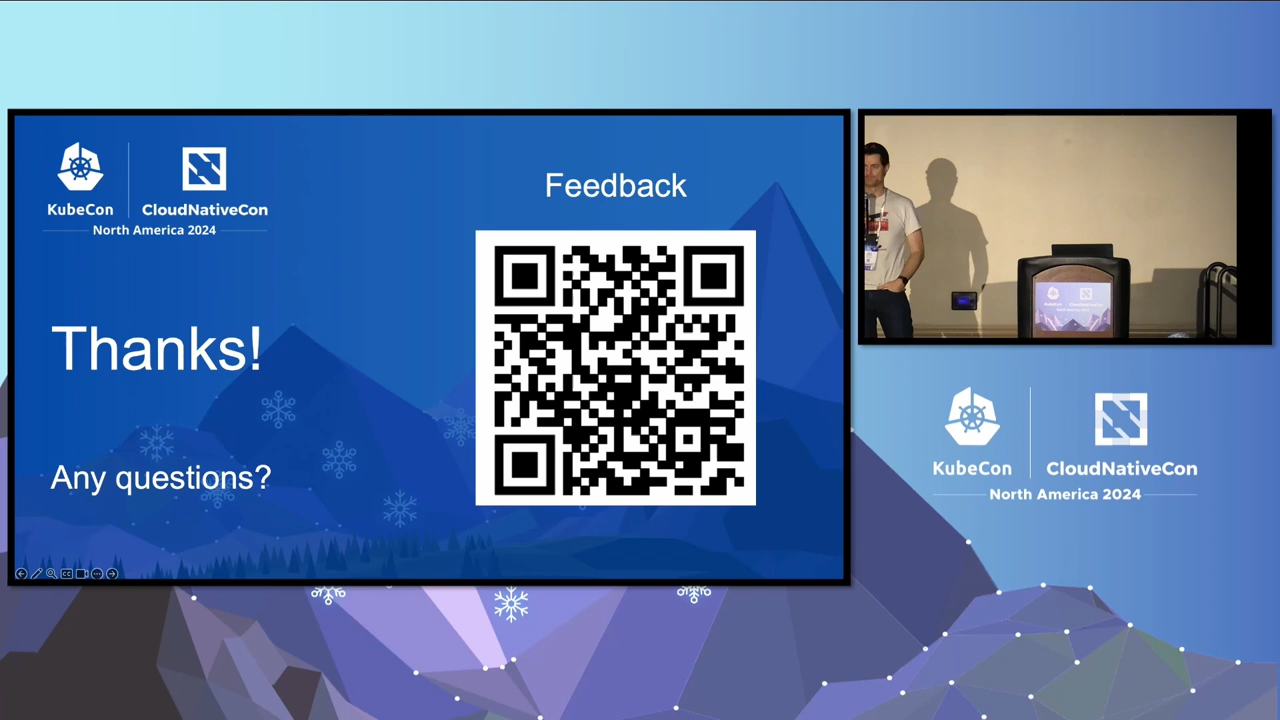 KubeCon
CloudNativeCon
North America 2024
Feedback
Thanks!
Any questions?
KubeCon
CloudNativeCon
North America 2024